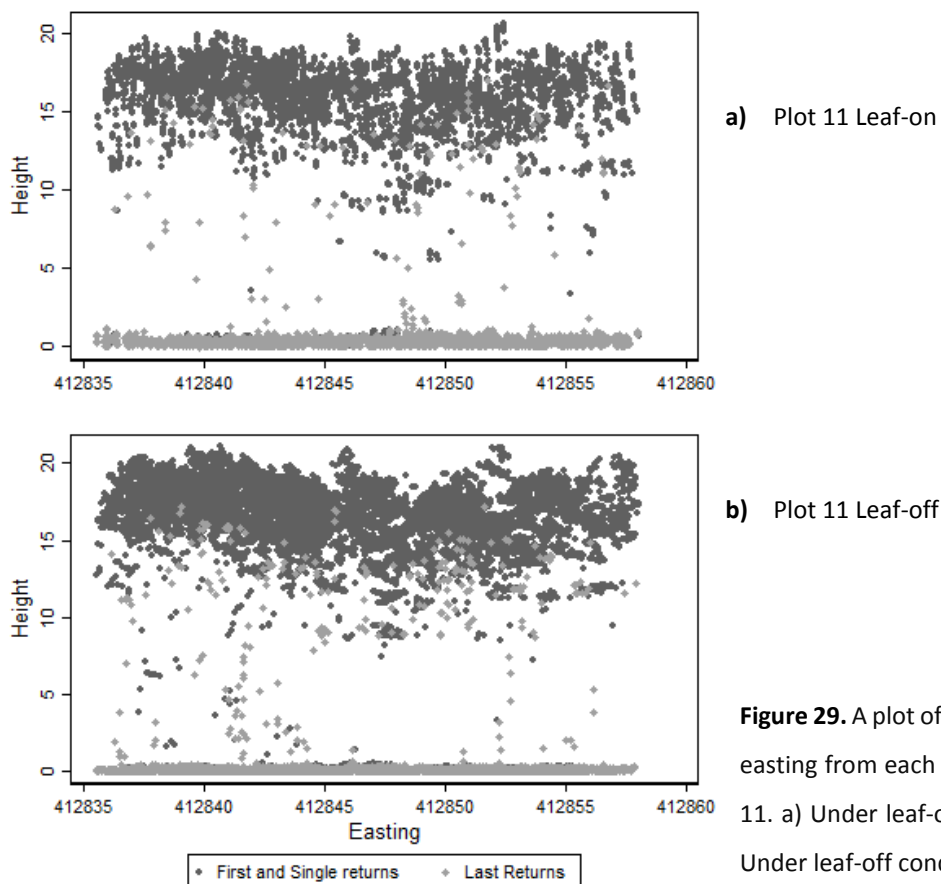 a) Plot 11 Leaf-on
Height
20
15
10
5
0
412835 412840 412845 412850 412855 412860
b) Plot 11 Leaf-off
Height
20
15
10
5
0
412835 412840 412845 412850 412855 412860
Easting
First and Single returns Last Returns
Figure 29. A plot of
easting from each
11. a) Under
Under leaf-off